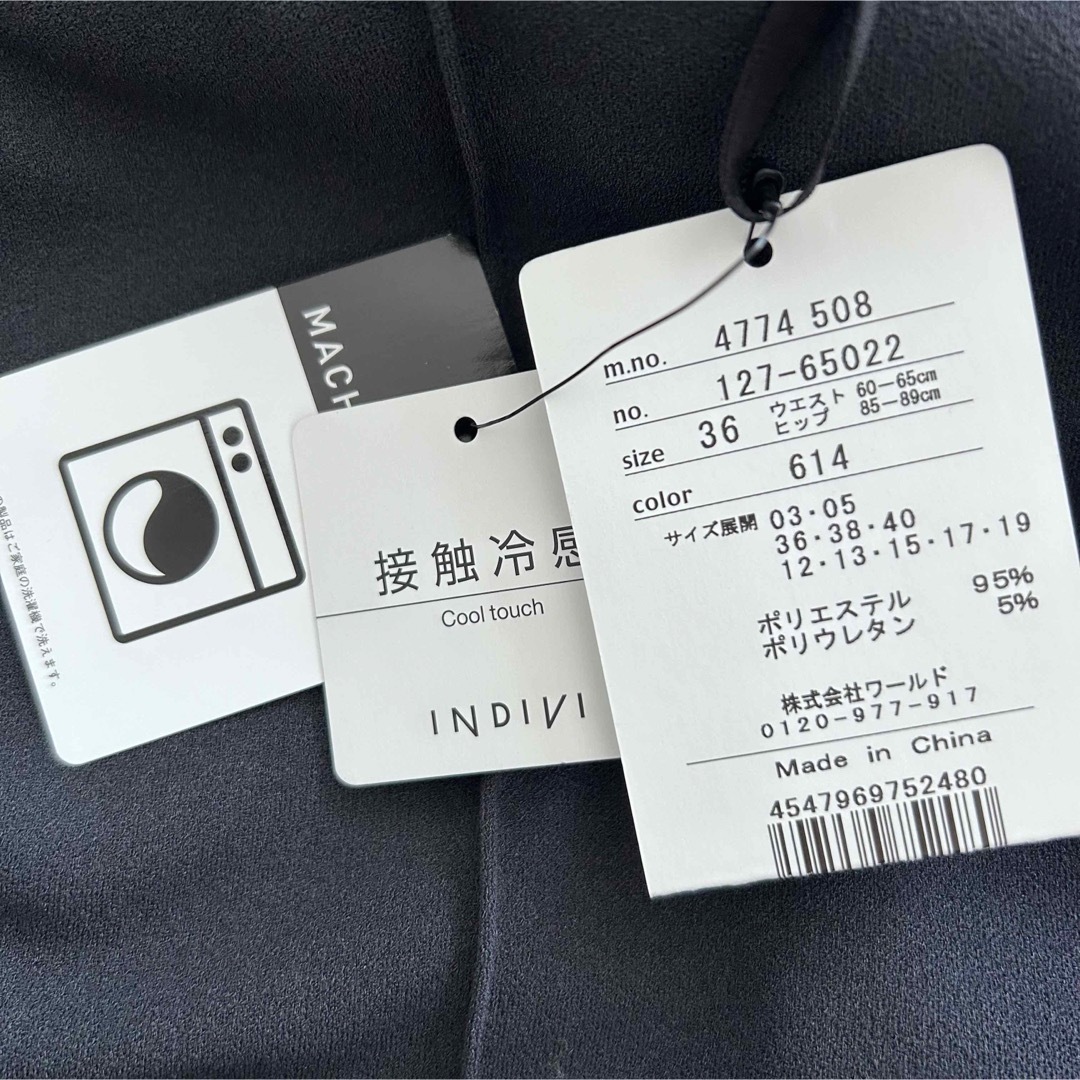 MACH
の製品はご家庭の洗濯機で洗えます。
接触冷感
Cool touch
INDIVI
m.no. 4774 508
no. 127-65022
size 36 ウエスト 60-65cm
ヒップ 85-89cm
color 614
サイズ展開 03・05
36・38・40
12・13・15・17・19
ポリエステル 95%
ポリウレタン 5%
株式会社ワールド
0120-977-917
Made in China
4547969752480